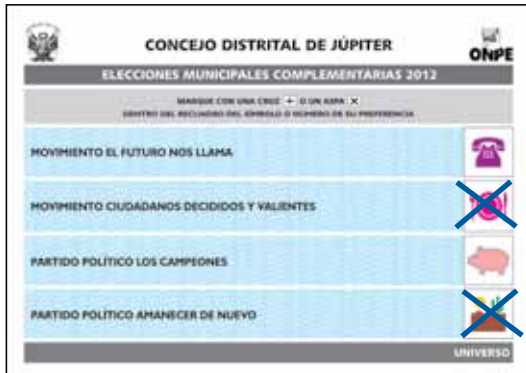 CONCEJO DISTRITAL DE JÚPITER
ONPE
ELECCIONES MUNICIPALES COMPLEMENTARIAS 2012
MARQUE CON UNA CRUZ + O UN ASPA X
DENTRO DEL RECUADRO DEL SÍMBOLO O NÚMERO DE SU PREFERENCIA
MOVIMIENTO EL FUTURO NOS LLAMA
MOVIMIENTO CIUDADANOS DECIDIDOS Y VALIENTES
PARTIDO POLÍTICO LOS CAMPEONES
PARTIDO POLÍTICO AMANECER DE NUEVO
UNIVERSO